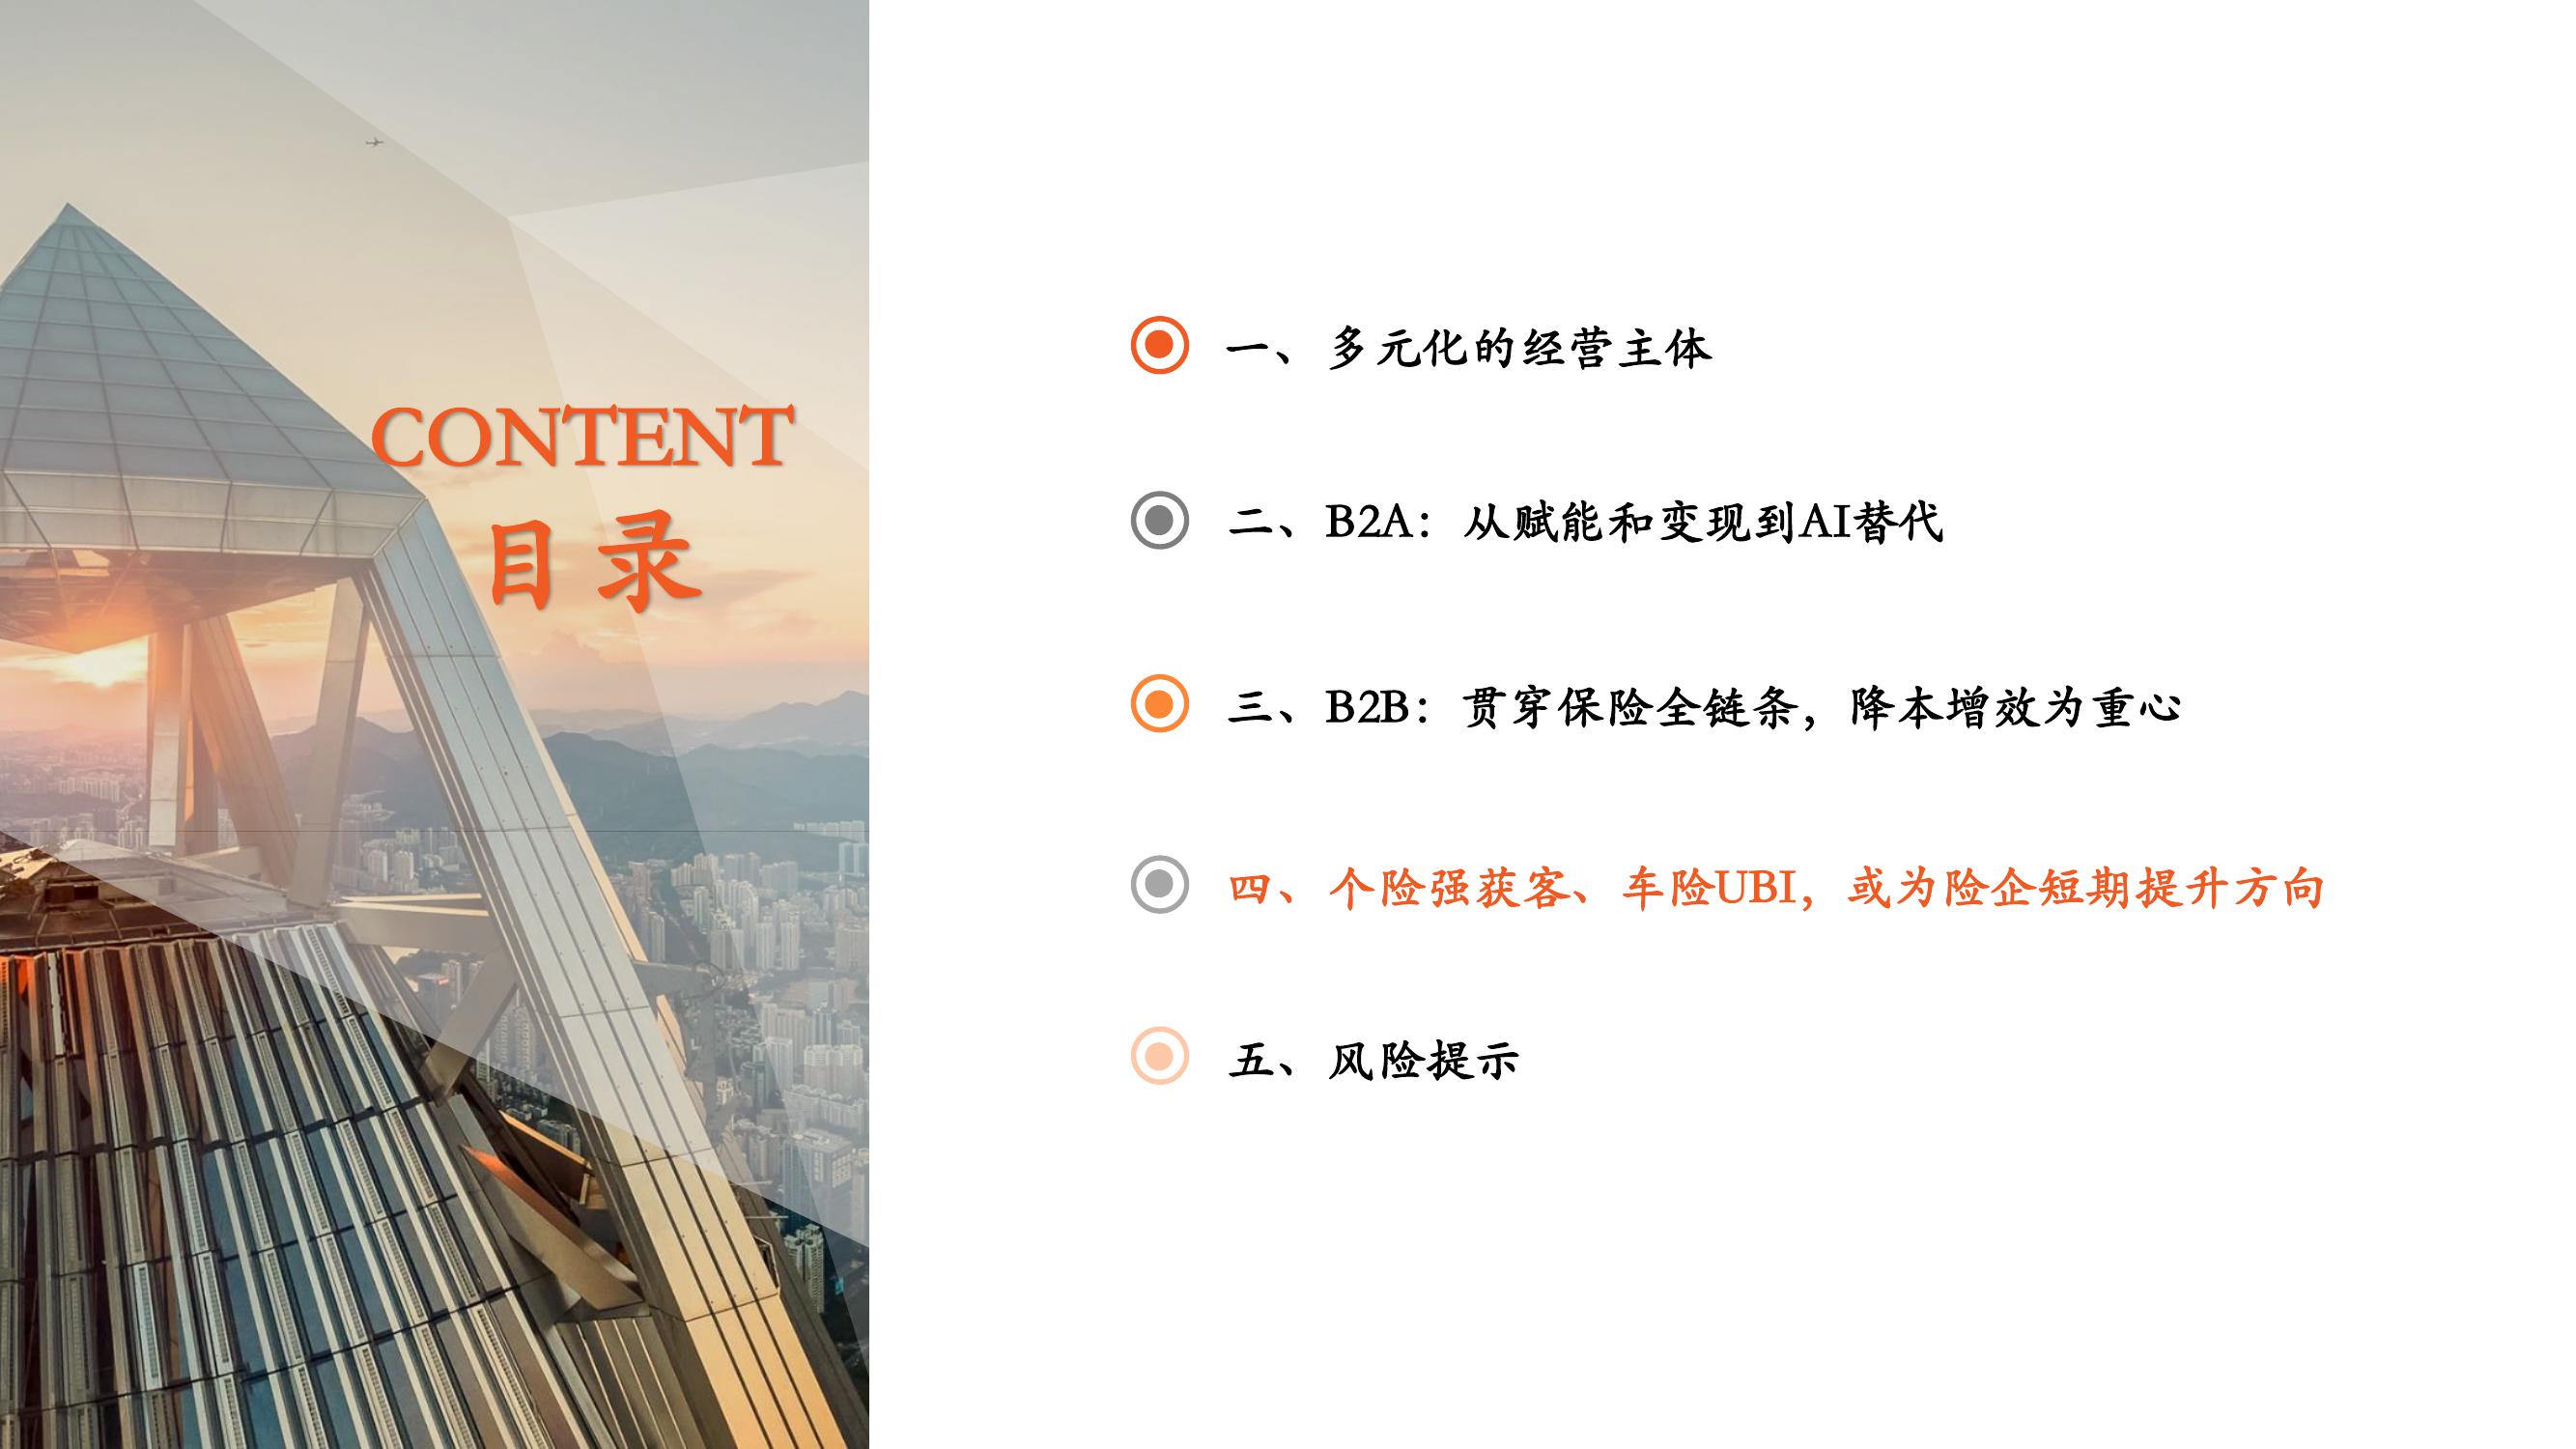 CONTENT
目录
一、多元化的经营主体
二、B2A：从赋能和变现到AI替代
三、B2B：贯穿保险全链条，降本增效为重心
四、个险强获客、车险UBI，或为险企短期提升方向
五、风险提示